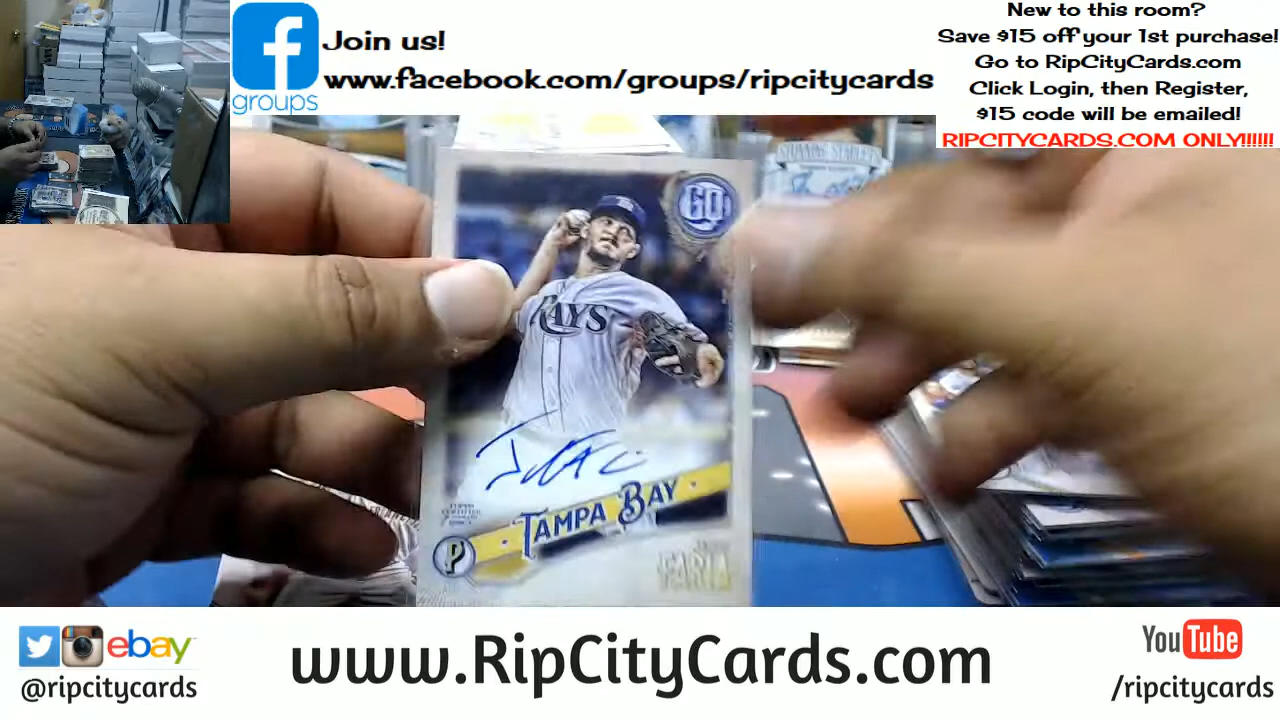 groups
Join us!
www.facebook.com/groups/ripcitycards
New to this room?
Save $15 off your 1st purchase!
Go to RipCityCards.com
Click Login, then Register,
$15 code will be emailed!
RIPCITYCARDS.COM ONLY!!!!!!
GQ
RAYS
TAMPA BAY
P
FARIA
ebay
@ripcitycards
www.RipCityCards.com
YouTube
/ripcitycards